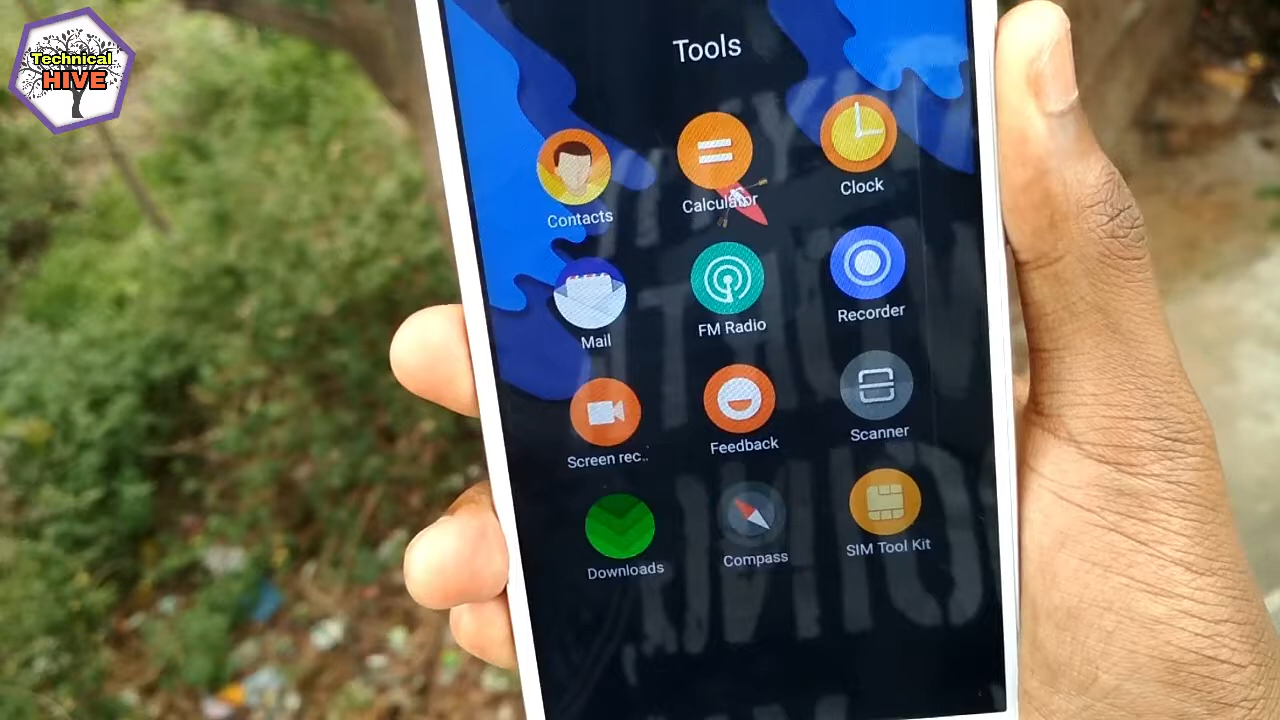 Technical
HIVE
Tools
Contacts
Calculator
Clock
Mail
FM Radio
Recorder
Screen rec..
Feedback
Scanner
Downloads
Compass
SIM Tool Kit